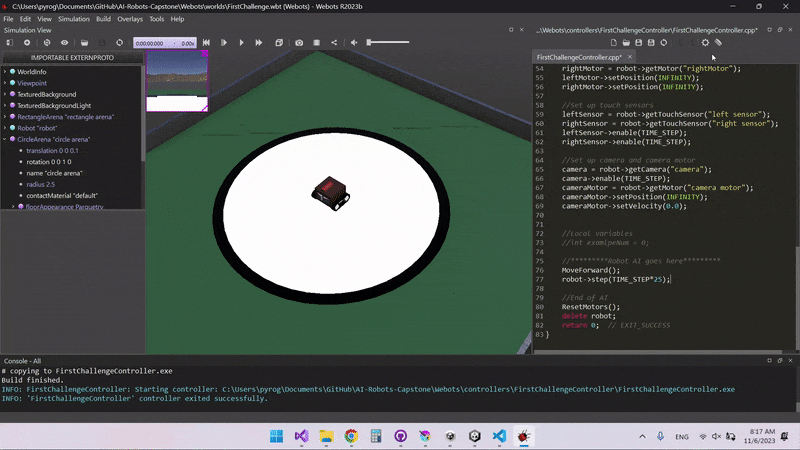 C:\Users\pyrog\Documents\GitHub\AI-Robots-Capstone\Webots\worlds\FirstChallenge.wbt (Webots) - Webots R2023b
File Edit View Simulation Build Overlays Tools Help
Simulation View
...\Webots\controllers\FirstChallengeController\FirstChallengeController.cpp*
0:00:00:000 - 0.00x
IMPORTABLE EXTERNPROTO
WorldInfo
Viewpoint
TexturedBackground
TexturedBackgroundLight
RectangleArena "rectangle arena"
Robot "robot"
CircleArena "circle arena"
translation 0 0 0.1
rotation 0 0 1 0
name "circle arena"
radius 2.5
contactMaterial "default"
floorAppearance Parquetry
FirstChallengeController.cpp*
54 rightMotor = robot->getMotor("rightMotor");
55 leftMotor->setPosition(INFINITY);
56 rightMotor->setPosition(INFINITY);
57
58 //Set up touch sensors
59 leftSensor = robot->getTouchSensor("left sensor");
60 rightSensor = robot->getTouchSensor("right sensor");
61 leftSensor->enable(TIME_STEP);
62 rightSensor->enable(TIME_STEP);
63
64 //Set up camera and camera motor
65 camera = robot->getCamera("camera");
66 camera->enable(TIME_STEP);
67 cameraMotor = robot->getMotor("camera motor");
68 cameraMotor->setPosition(INFINITY);
69 cameraMotor->setVelocity(0.0);
70
71
72 //Local variables
73 //int examlpeNum = 0;
74
75 //*********Robot AI goes here*********
76 MoveForward();
77 robot->step(TIME_STEP*25);
78
79 //End of AI
80 ResetMotors();
81 delete robot;
82 return 0; // EXIT_SUCCESS
83 }
Console - All
# copying to FirstChallengeController.exe
Build finished.
INFO: FirstChallengeController: Starting controller: C:\Users\pyrog\Documents\GitHub\AI-Robots-Capstone\Webots\controllers\FirstChallengeController\FirstChallengeController.exe
INFO: 'FirstChallengeController' controller exited successfully.
ENG
8:17 AM
11/6/2023